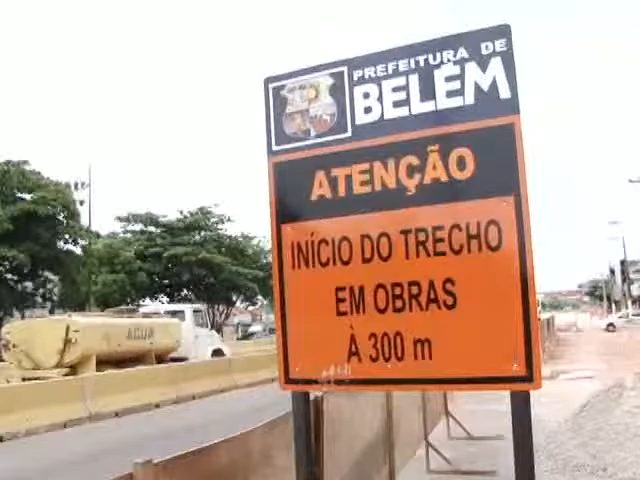 PREFEITURA DE
BELÉM
ATENÇÃO
INÍCIO DO TRECHO
EM OBRAS
À 300 m
ÁGUA